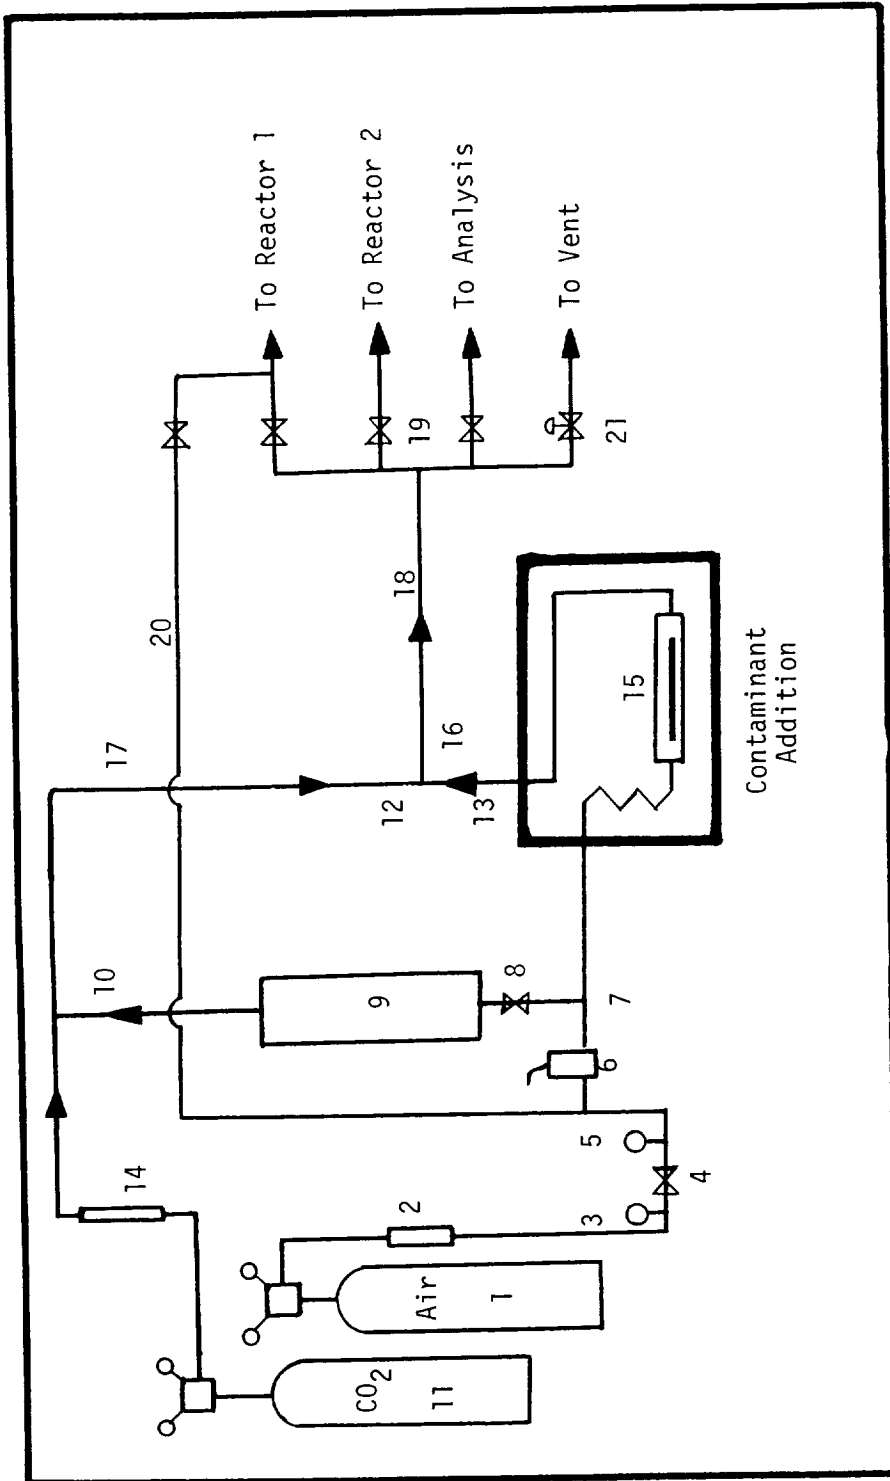 To Reactor 1
To Reactor 2
To Analysis
To Vent
19
21
20
18
17
16
12
13
15
Contaminant
Addition
10
9
8
7
6
5
4
3
2
14
Air
1
CO2
11